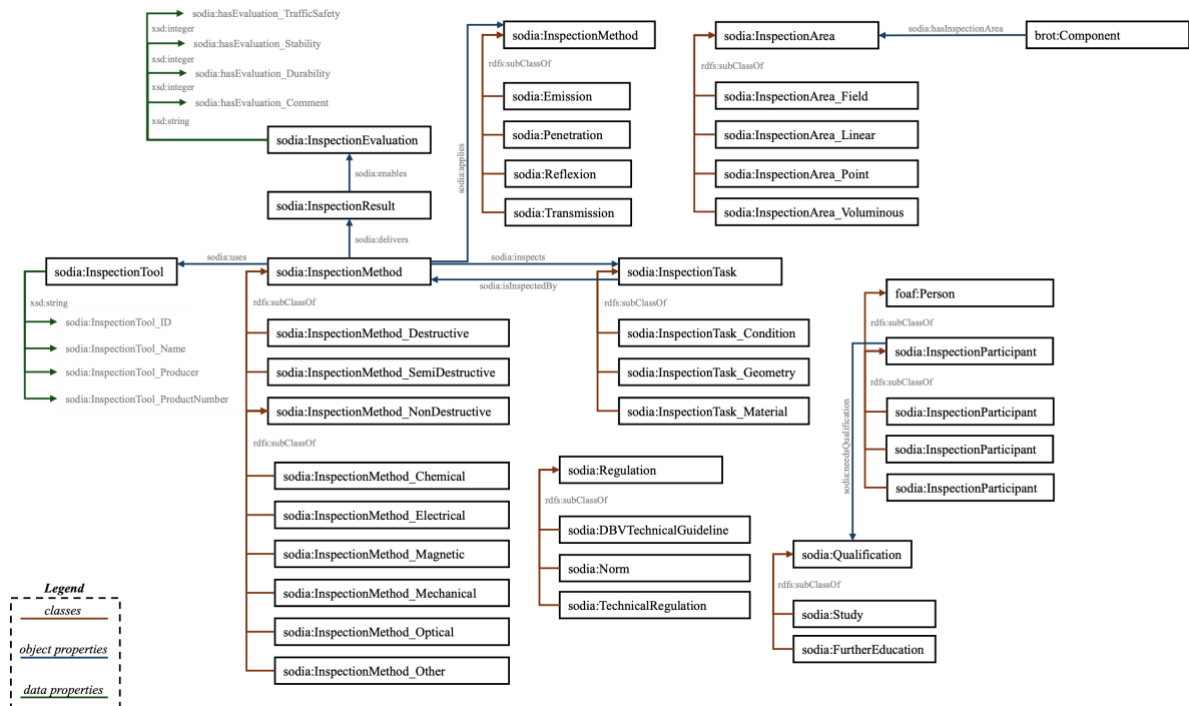 sodia:hasEvaluation_TrafficSafety
xsd:integer
sodia:hasEvaluation_Stability
xsd:integer
sodia:hasEvaluation_Durability
xsd:integer
sodia:hasEvaluation_Comment
xsd:string
sodia:InspectionEvaluation
sodia:enables
sodia:InspectionResult
sodia:delivers
sodia:applies
sodia:InspectionMethod
rdfs:subClassOf
sodia:Emission
sodia:Penetration
sodia:Reflexion
sodia:Transmission
sodia:InspectionArea
sodia:hasInspectionArea
brot:Component
rdfs:subClassOf
sodia:InspectionArea_Field
sodia:InspectionArea_Linear
sodia:InspectionArea_Point
sodia:InspectionArea_Voluminous
sodia:InspectionTool
sodia:uses
sodia:InspectionMethod
sodia:inspects
sodia:isInspectedBy
sodia:InspectionTask
xsd:string
sodia:InspectionTool_ID
sodia:InspectionTool_Name
sodia:InspectionTool_Producer
sodia:InspectionTool_ProductNumber
rdfs:subClassOf
sodia:InspectionMethod_Destructive
sodia:InspectionMethod_SemiDestructive
sodia:InspectionMethod_NonDestructive
rdfs:subClassOf
sodia:InspectionMethod_Chemical
sodia:InspectionMethod_Electrical
sodia:InspectionMethod_Magnetic
sodia:InspectionMethod_Mechanical
sodia:InspectionMethod_Optical
sodia:InspectionMethod_Other
rdfs:subClassOf
sodia:InspectionTask_Condition
sodia:InspectionTask_Geometry
sodia:InspectionTask_Material
sodia:Regulation
rdfs:subClassOf
sodia:DBVTechnicalGuideline
sodia:Norm
sodia:TechnicalRegulation
foaf:Person
rdfs:subClassOf
sodia:InspectionParticipant
rdfs:subClassOf
sodia:InspectionParticipant
sodia:InspectionParticipant
sodia:InspectionParticipant
sodia:needsQualification
sodia:Qualification
rdfs:subClassOf
sodia:Study
sodia:FurtherEducation
Legend
classes
object properties
data properties